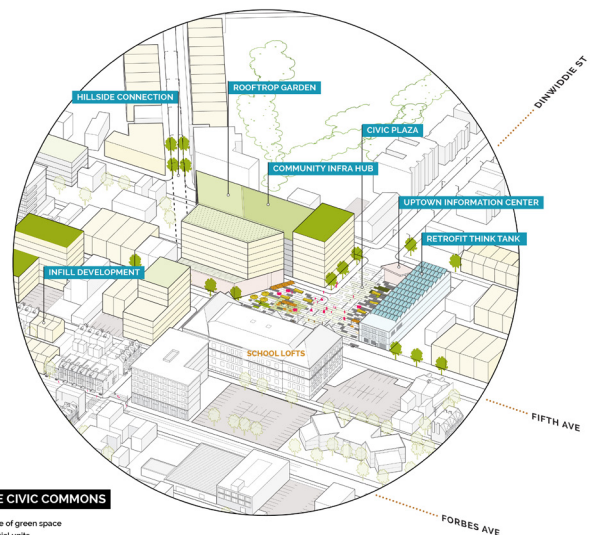 DINWIDDIE ST
ROOFTROP GARDEN
HILLSIDE CONNECTION
CIVIC PLAZA
COMMUNITY INFRA HUB
UPTOWN INFORMATION CENTER
RETROFIT THINK TANK
INFILL DEVELOPMENT
SCHOOL LOFTS
FIFTH AVE
CIVIC COMMONS
FORBES AVE
of green space